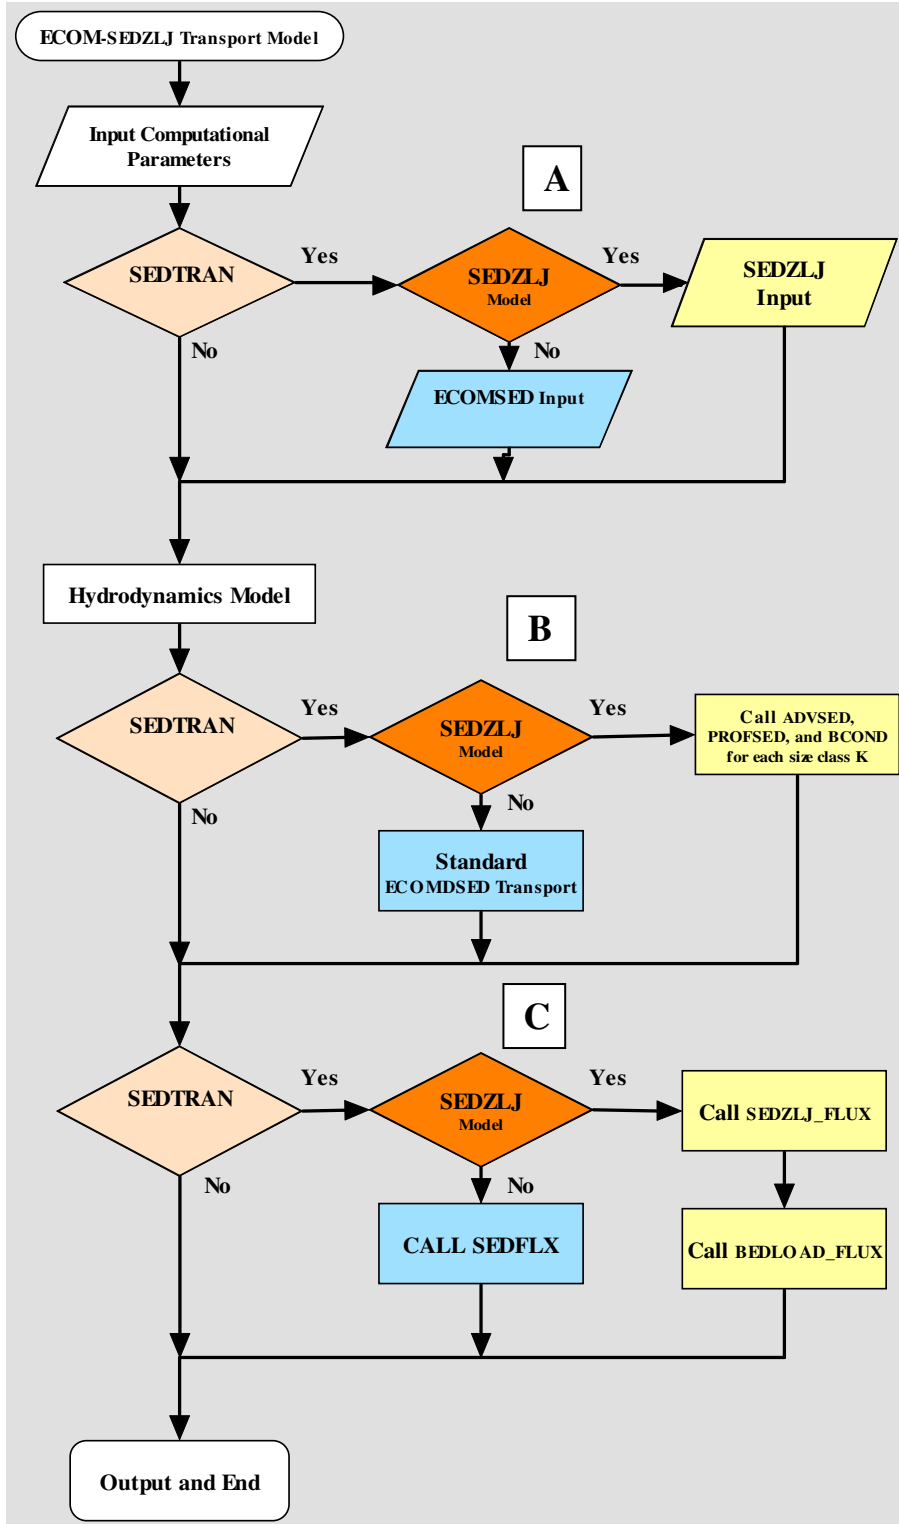 ECOM-SEDZLJ Transport Model
Input Computational
Parameters
A
SEDTRAN
Yes
SEDZLJ
Model
Yes
SEDZLJ
Input
No
No
ECOMSED Input
Hydrodynamics Model
B
SEDTRAN
Yes
SEDZLJ
Model
Yes
Call ADVSED,
PROFSED, and BCOND
for each size class K
No
No
Standard
ECOMDSED Transport
C
SEDTRAN
Yes
SEDZLJ
Model
Yes
Call SEDZLJ_FLUX
No
No
CALL SEDFLX
Call BEDLOAD_FLUX
Output and End